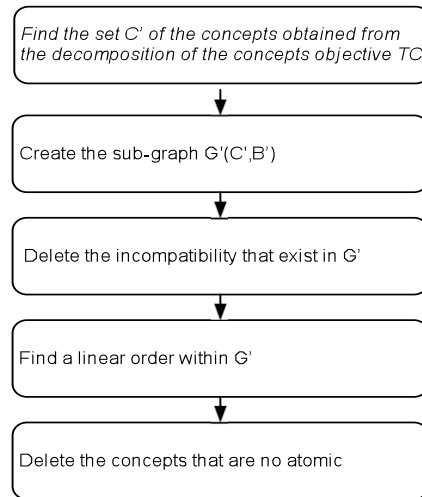 Find the set C' of the concepts obtained from
the decomposition of the concepts objective TC
Create the sub-graph G'(C',B')
Delete the incompatibility that exist in G'
Find a linear order within G'
Delete the concepts that are no atomic